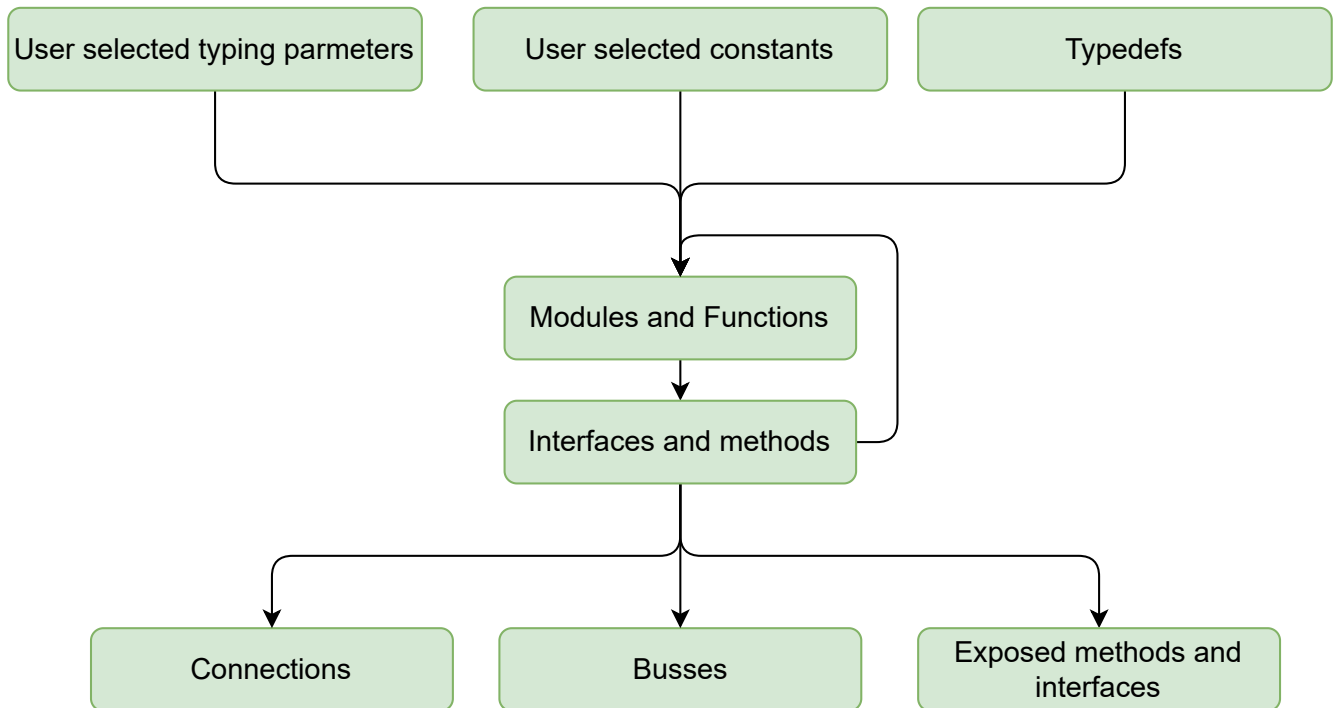 User selected typing parmeters
User selected constants
Typedefs
Modules and Functions
Interfaces and methods
Connections
Busses
Exposed methods and
interfaces